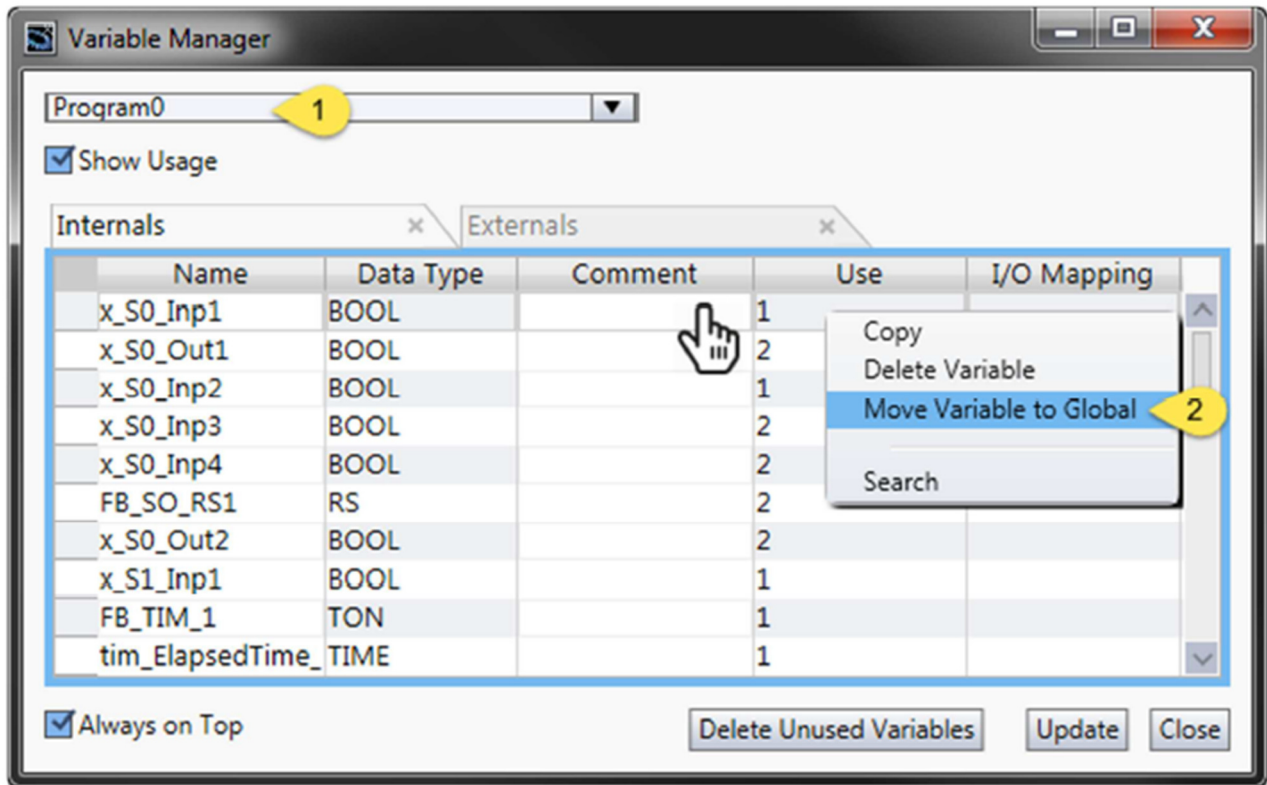 Variable Manager
Program0 1
Show Usage
Internals Externals
Name Data Type Comment Use I/O Mapping
x_S0_Inp1 BOOL 1
x_S0_Out1 BOOL 2
x_S0_Inp2 BOOL 1
x_S0_Inp3 BOOL 2
x_S0_Inp4 BOOL 2
FB_SO_RS1 RS 2
x_S0_Out2 BOOL 2
x_S1_Inp1 BOOL 1
FB_TIM_1 TON 1
tim_ElapsedTime_ TIME 1
Copy
Delete Variable
Move Variable to Global 2
Search
Always on Top Delete Unused Variables Update Close